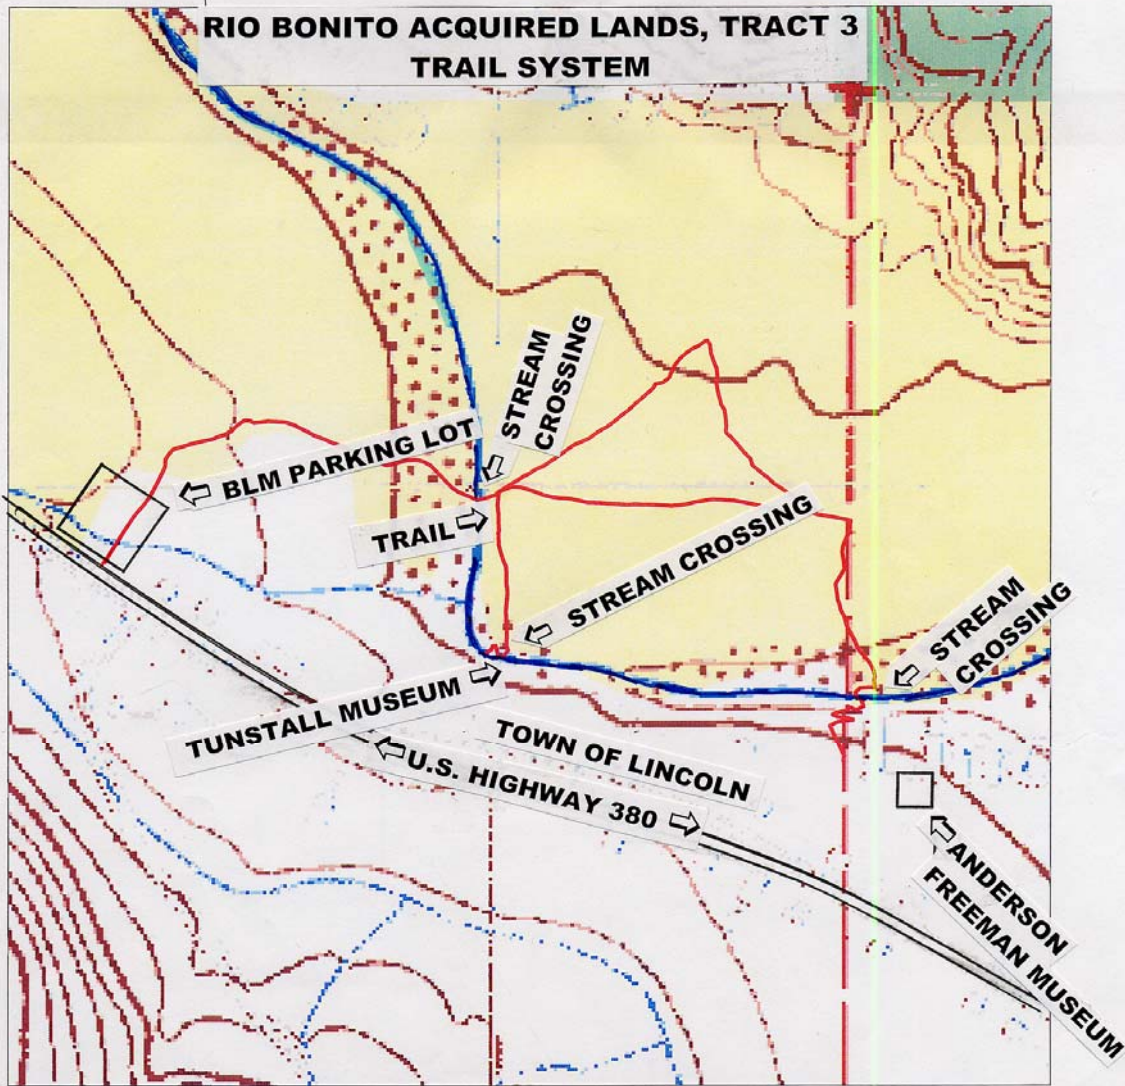 RIO BONITO ACQUIRED LANDS, TRACT 3
TRAIL SYSTEM
STREAM
CROSSING
BLM PARKING LOT
TRAIL
STREAM CROSSING
STREAM
CROSSING
TUNSTALL MUSEUM
TOWN OF LINCOLN
U.S. HIGHWAY 380
ANDERSON
FREEMAN MUSEUM